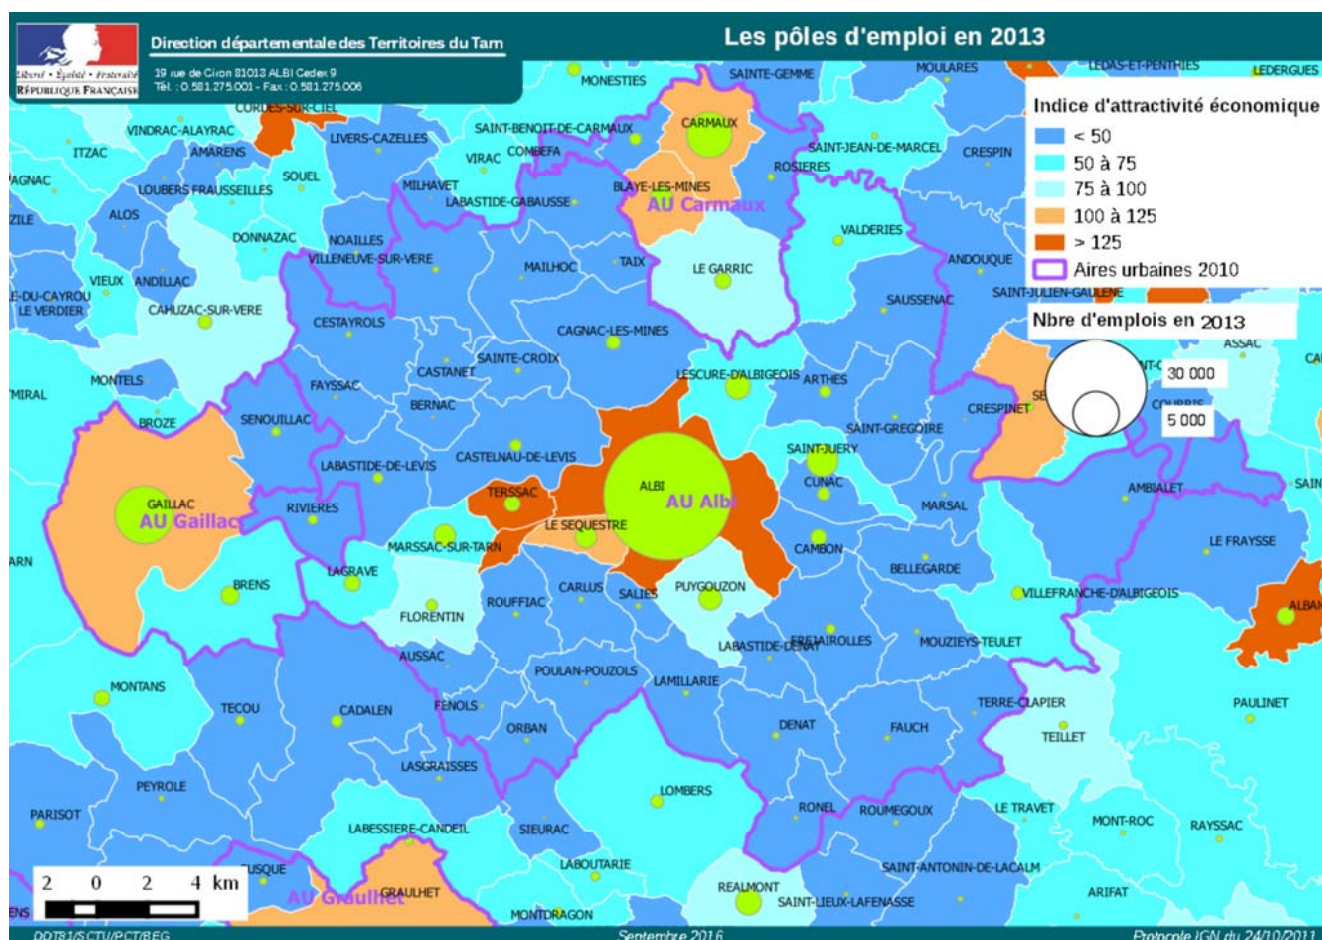 Liberté • Égalité • Fraternité
RÉPUBLIQUE FRANÇAISE
Direction départementale des Territoires du Tarn
19 rue de Ciron 81013 ALBI Cedex 9
Tél. : 0.581.275.001 - Fax : 0.581.275.006
Les pôles d'emploi en 2013
Indice d'attractivité économique
< 50
50 à 75
75 à 100
100 à 125
> 125
Aires urbaines 2010
Nbre d'emplois en 2013
30 000
5 000
MONESTIES
SAINTE-GEMME
MOULARES
LEDAS-ET-PENTHIES
LEDERGUES
CORDES-SUR-CIEL
VINDRAC-ALAYRAC
ITZAC
AMARENS
LIVERS-CAZELLES
SAINT-BENOIT-DE-CARMAUX
COMBEFA
CARMAUX
SAINT-JEAN-DE-MARCEL
CRESPIN
VIRAC
ROSIERES
LOUBERS
FRAUSSEILLES
SOUEL
MILHAVET
LABASTIDE-GABAUSSE
BLAYE-LES-MINES
AU Carmaux
ALOS
DONNAZAC
NOAILLES
VILLENEUVE-SUR-VERE
MAILHOC
TAIX
LE GARRIC
VALDERIES
ANDOUQUE
VIEUX
ANDILLAC
LE VERDIER
CAHUZAC-SUR-VERE
CESTAYROLS
CAGNAC-LES-MINES
SAUSSENAC
SAINT-JULIEN-GAULENE
ASSAC
SAINTE-CROIX
CASTANET
LESCURE-D'ALBIGEOIS
ARTHES
MONTELS
FAYSSAC
BERNAC
BROZE
SENOUILLAC
CRESPINET
COURRIS
SAINT-GREGOIRE
CASTELNAU-DE-LEVIS
LABASTIDE-DE-LEVIS
SAINT-JUERY
CUNAC
ALBI
AU Albi
TERSSAC
LE SEQUESTRE
MARSAL
AMBIALET
GAILLAC
AU Gaillac
RIVIERES
MARSSAC-SUR-TARN
CAMBON
BELLEGARDE
LE FRAYSSE
LAGRAVE
BRENS
FLORENTIN
ROUFFIAC
CARLUS
SALIES
PUYGOUZON
VILLEFRANCHE-D'ALBIGEOIS
ALBAN
LABASTIDE-DENAT
FREJAIROLLES
MOUZIEYS-TEULET
AUSSAC
POULAN-POUZOLS
LAMILLARIE
MONTANS
TECOU
CADALEN
FENOLS
ORBAN
DENAT
FAUCH
TERRE-CLAPIER
TEILLET
PAULINET
LASGRAISSES
PEYROLE
PARISOT
LOMBERS
RONEL
ROUMEGOUX
LE TRAVET
MONT-ROC
RAYSSAC
LABESSIERE-CANDEIL
SIEURAC
LABOUTARIE
SAINT-ANTONIN-DE-LACALM
GRAULHET
AU Graulhet
REALMONT
SAINT-LIEUX-LAFENASSE
ARIFAT
MONTDRAGON
2 0 2 4 km
DDT81/SCTU/PCT/BEG
Septembre 2016
Protocole IGN du 24/10/2011